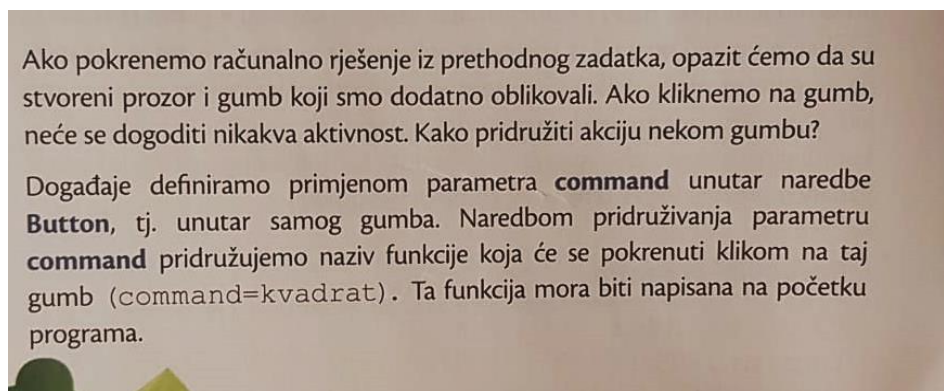 Ako pokrenemo računalno rješenje iz prethodnog zadatka, opazit ćemo da su
stvoreni prozor i gumb koji smo dodatno oblikovali. Ako kliknemo na gumb,
neće se dogoditi nikakva aktivnost. Kako pridružiti akciju nekom gumbu?
Događaje definiramo primjenom parametra command unutar naredbe
Button, tj. unutar samog gumba. Naredbom pridruživanja parametru
command pridružujemo naziv funkcije koja će se pokrenuti klikom na taj
gumb (command=kvadrat). Ta funkcija mora biti napisana na početku
programa.